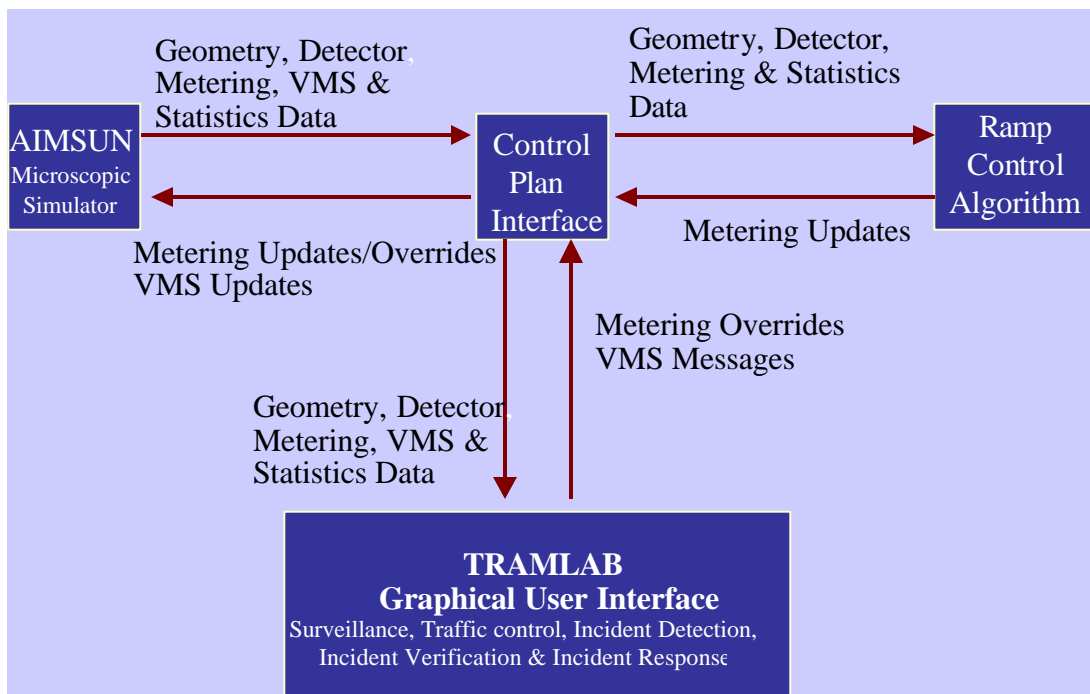 Geometry, Detector,
Metering, VMS &
Statistics Data
Geometry, Detector,
Metering & Statistics
Data
AIMSUN
Microscopic
Simulator
Control
Plan
Interface
Ramp
Control
Algorithm
Metering Updates/Overrides
VMS Updates
Metering Updates
Metering Overrides
VMS Messages
Geometry, Detector,
Metering, VMS &
Statistics Data
TRAMLAB
Graphical User Interface
Surveillance, Traffic control, Incident Detection,
Incident Verification & Incident Response